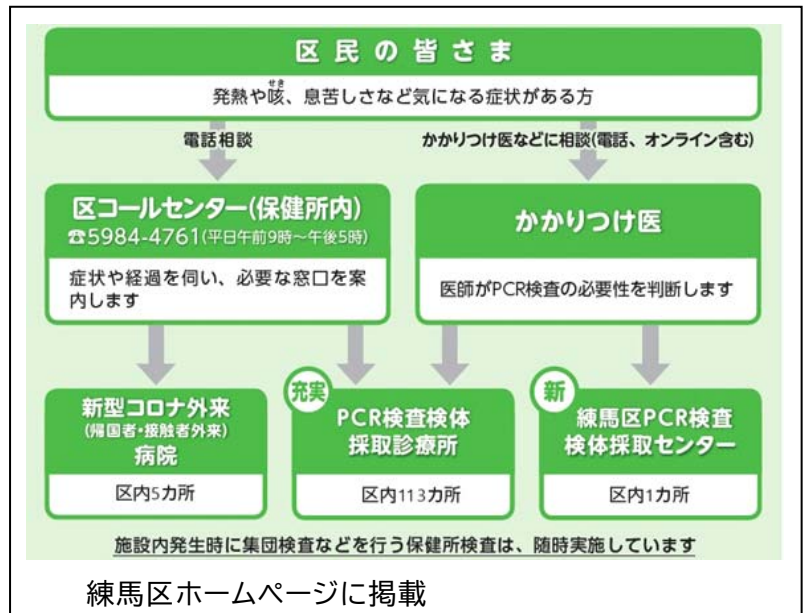 区民の皆さま
せき
発熱や咳、息苦しさなど気になる症状がある方
電話相談
かかりつけ医などに相談(電話、オンライン含む)
区コールセンター(保健所内)
☎5984-4761(平日午前9時〜午後5時)
症状や経過を伺い、必要な窓口を案
内します
かかりつけ医
医師がPCR検査の必要性を判断します
新型コロナ外来
(帰国者・接触者外来)
病院
区内5カ所
充実
PCR検査検体
採取診療所
区内113カ所
新
練馬区PCR検査
検体採取センター
区内1カ所
施設内発生時に集団検査などを行う保健所検査は、随時実施しています
練馬区ホームページに掲載